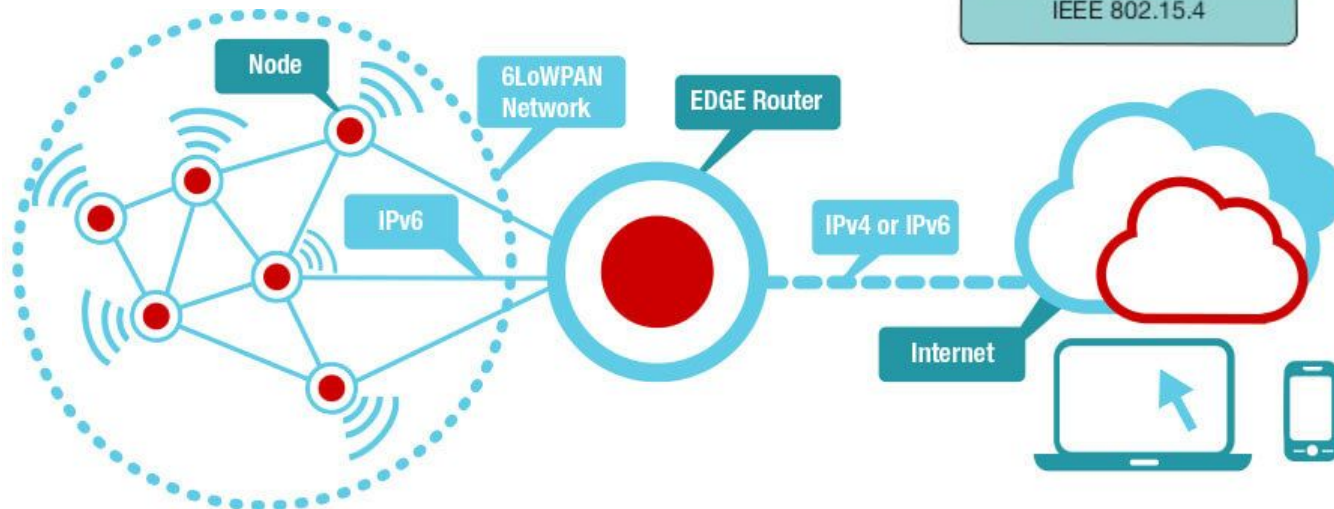 IEEE 802.15.4
Node
6LoWPAN
Network
EDGE Router
IPv6
IPv4 or IPv6
Internet